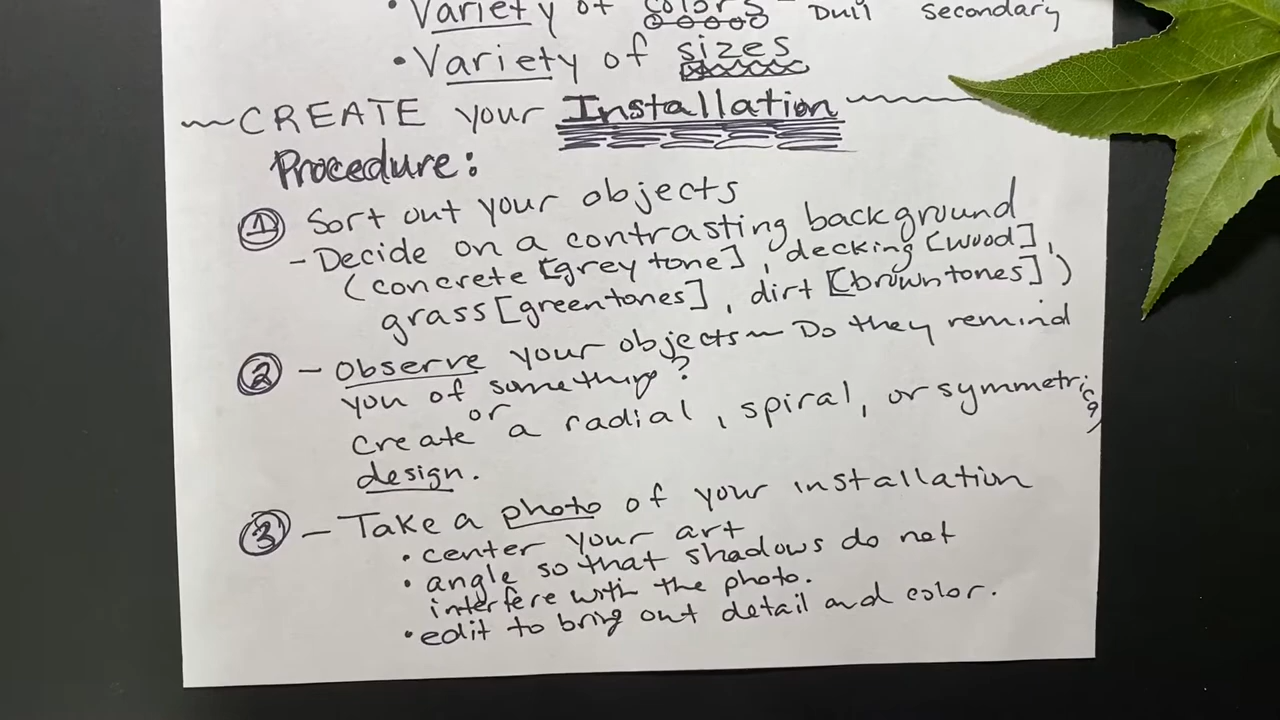 • Variety of colors - Dull secondary
• Variety of sizes
CREATE your Installation
Procedure:
① Sort out your objects
- Decide on a contrasting background
(concrete [grey tone], decking [wood],
grass [greentones], dirt [browntones])
② - Observe your objects ~ Do they remind
you of something?
or
create a radial, spiral, or symmetrical
design.
③ - Take a photo of your installation
• center your art
• angle so that shadows do not
interfere with the photo.
• edit to bring out detail and color.